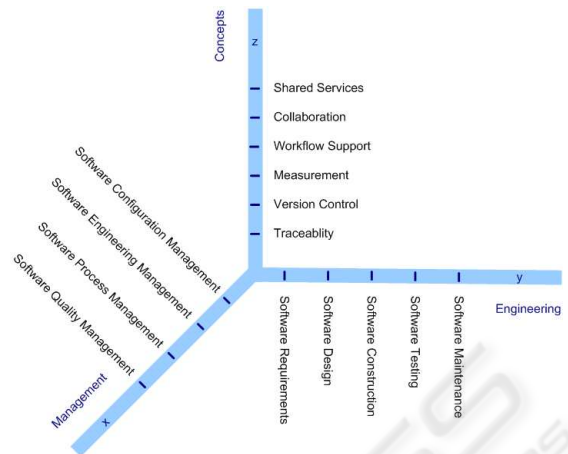 Concepts
z
Shared Services
Collaboration
Workflow Support
Measurement
Version Control
Traceablity
Software Configuration Management
Software Engineering Management
Software Process Management
Software Quality Management
Management
x
y
Engineering
Software Requirements
Software Design
Software Construction
Software Testing
Software Maintenance